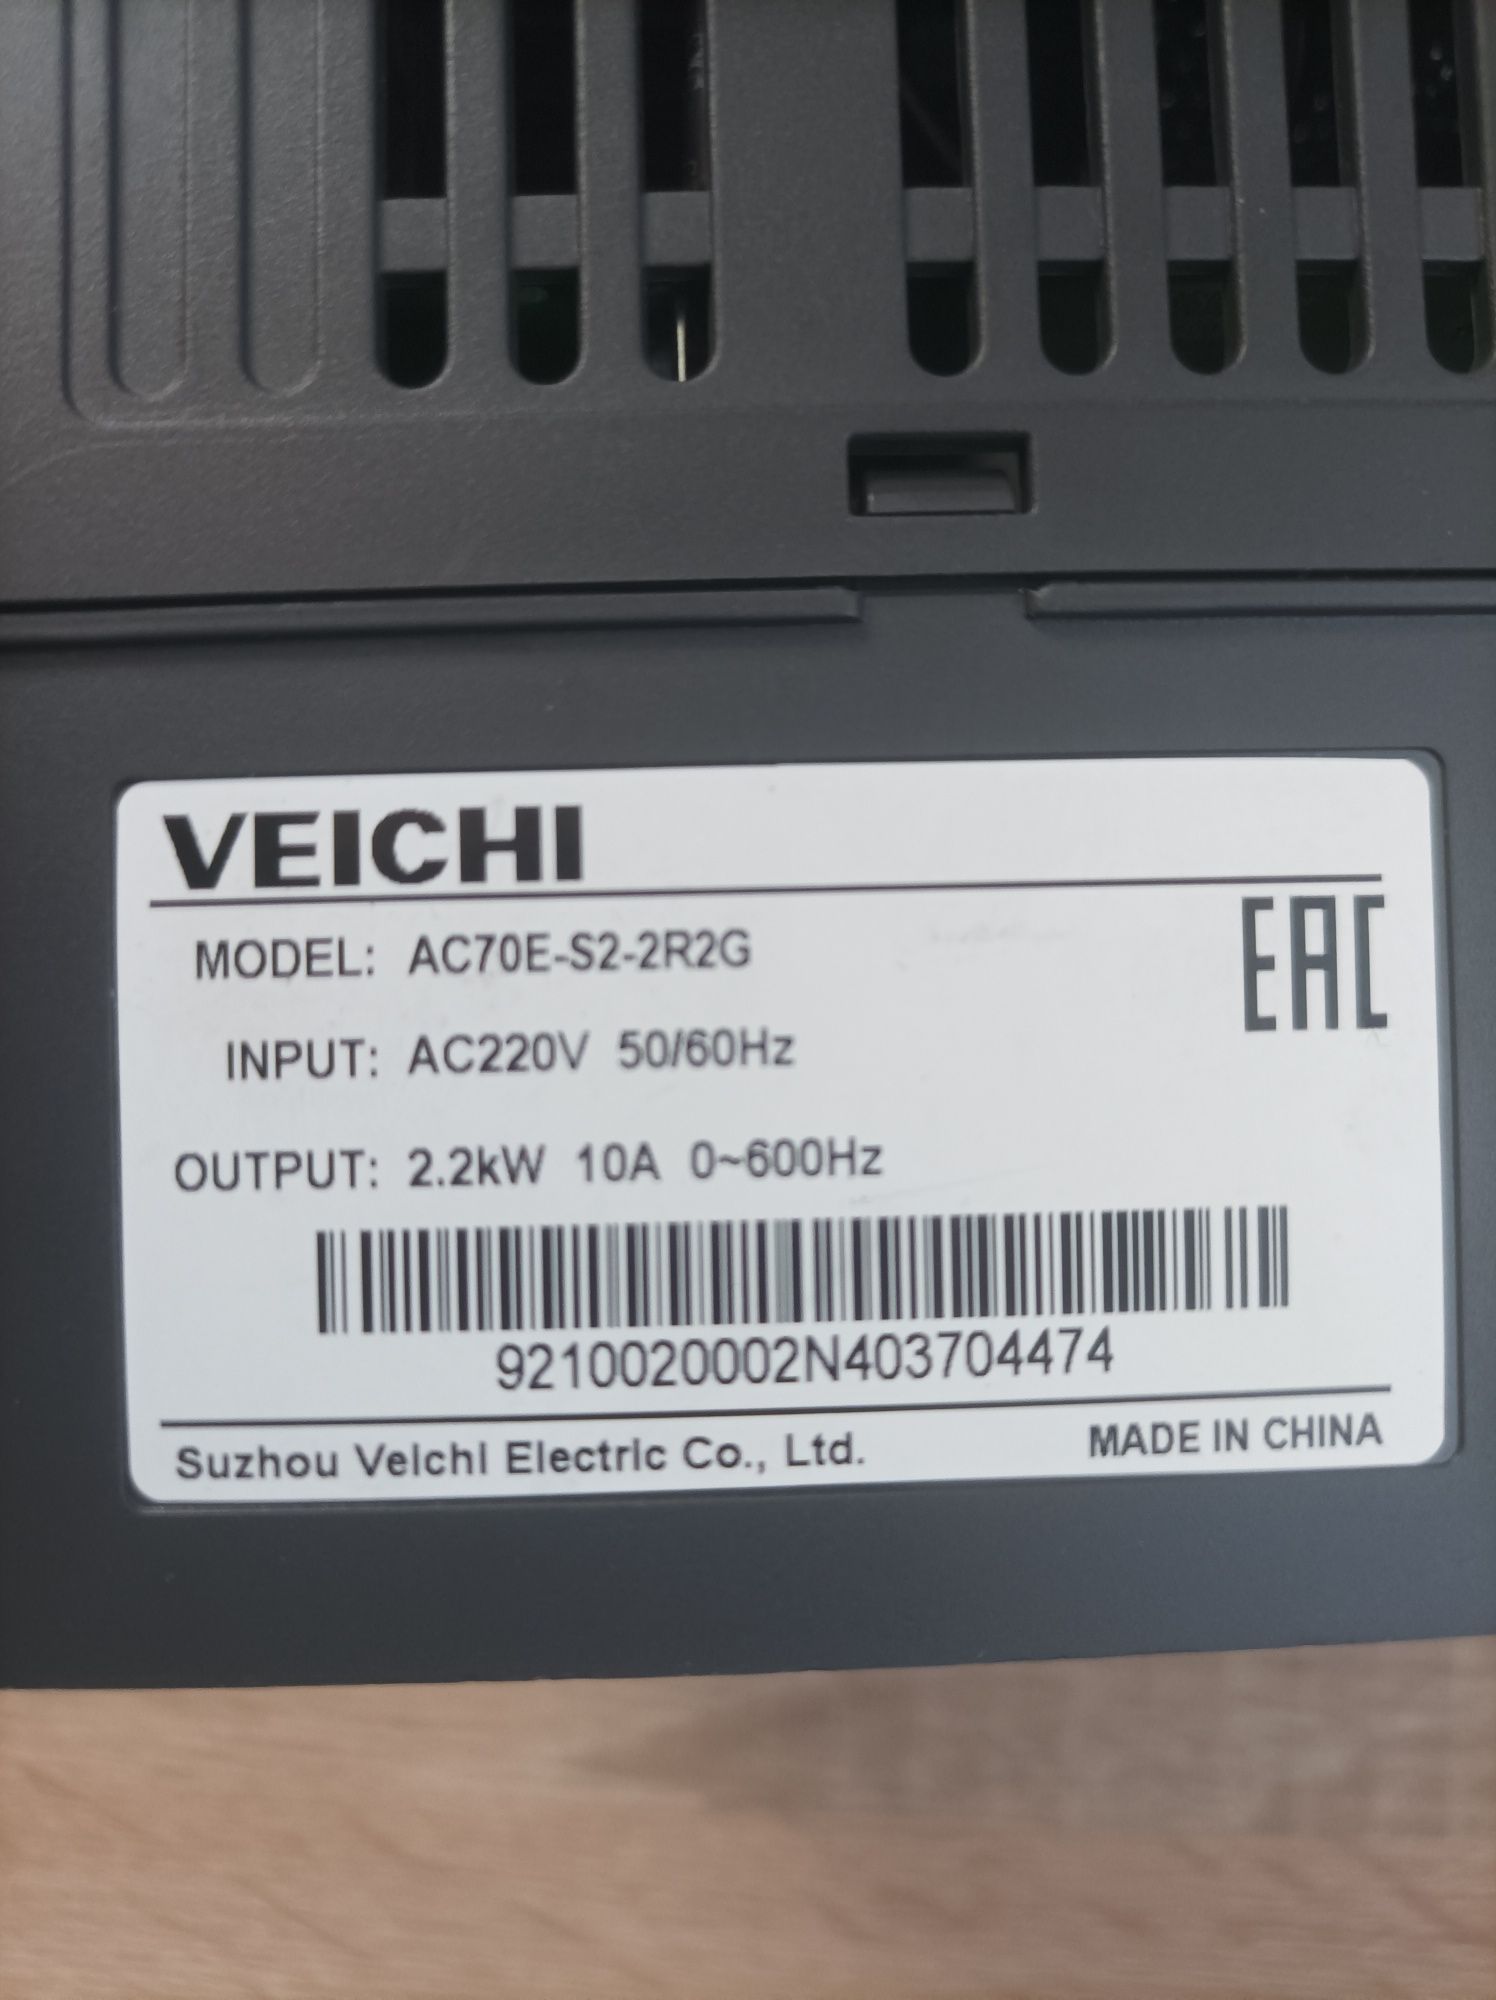 VEICHI
MODEL: AC70E-S2-2R2G
EAC
INPUT: AC220V 50/60Hz
OUTPUT: 2.2kW 10A 0~600Hz
9210020002N403704474
Suzhou Veichi Electric Co., Ltd. MADE IN CHINA